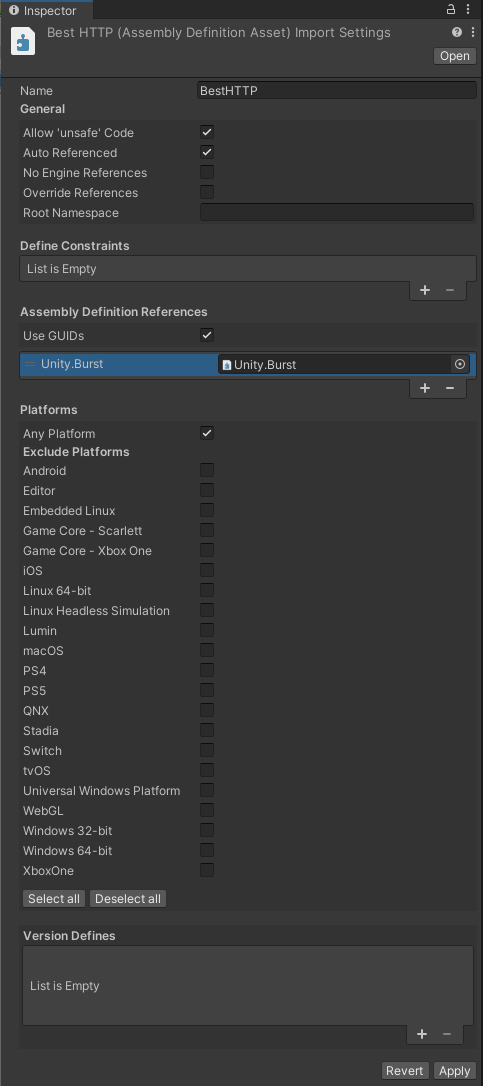 Inspector
Best HTTP (Assembly Definition Asset) Import Settings
Open
Name BestHTTP
General
Allow 'unsafe' Code
Auto Referenced
No Engine References
Override References
Root Namespace
Define Constraints
List is Empty
Assembly Definition References
Use GUIDs
Unity.Burst Unity.Burst
Platforms
Any Platform
Exclude Platforms
Android
Editor
Embedded Linux
Game Core - Scarlett
Game Core - Xbox One
iOS
Linux 64-bit
Linux Headless Simulation
Lumin
macOS
PS4
PS5
QNX
Stadia
Switch
tvOS
Universal Windows Platform
WebGL
Windows 32-bit
Windows 64-bit
XboxOne
Select all Deselect all
Version Defines
List is Empty
Revert Apply